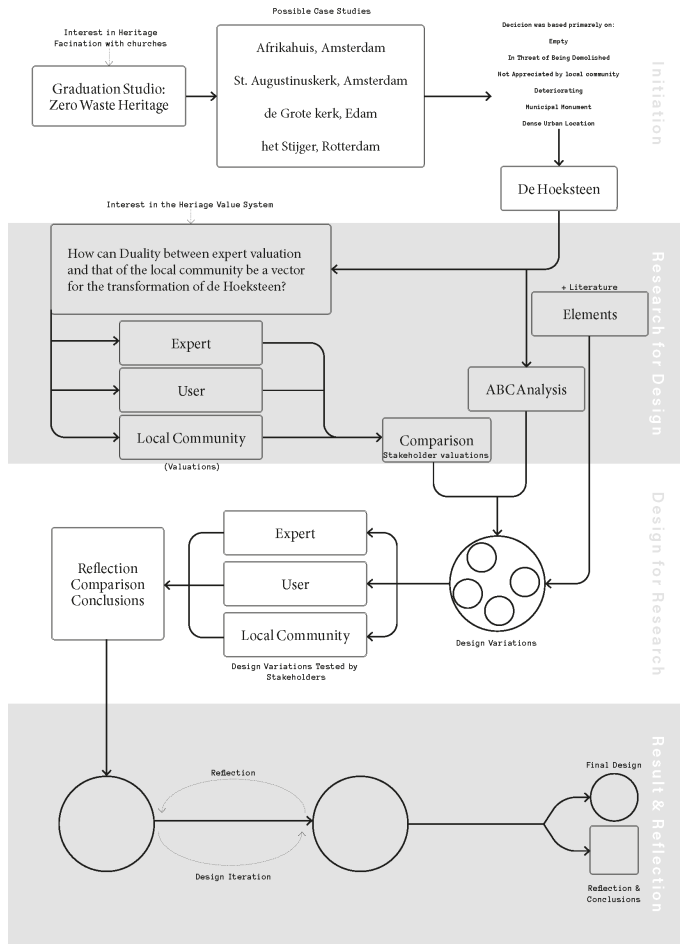 Possible Case Studies
Interest in Heritage
Facination with churches
Graduation Studio:
Zero Waste Heritage
Afrikahuis, Amsterdam
St. Augustinuskerk, Amsterdam
de Grote kerk, Edam
het Stijger, Rotterdam
Decicion was based primarely on:
Empty
In Threat of Being Demolished
Not Appreciated by local community
Deteriorating
Municipal Monument
Dense Urban Location
Initiation
De Hoeksteen
Interest in the Heriage Value System
How can Duality between expert valuation
and that of the local community be a vector
for the transformation of de Hoeksteen?
+ Literature
Elements
Research for Design
Expert
User
Local Community
(Valuations)
ABC Analysis
Comparison
Stakeholder valuations
Design for Research
Expert
User
Local Community
Design Variations Tested by
Stakeholders
Reflection
Comparison
Conclusions
Design Variations
Result & Reflection
Reflection
Design Iteration
Final Design
Reflection &
Conclusions